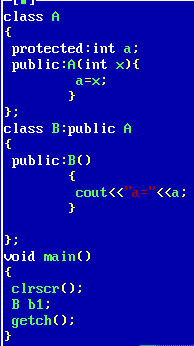 [■]
class A
{
protected:int a;
public:A(int x){
a=x;
}
};
class B:public A
{
public:B()
{
cout<<"a="<<a;
}
};
void main()
{
clrscr();
B b1;
getch();
}